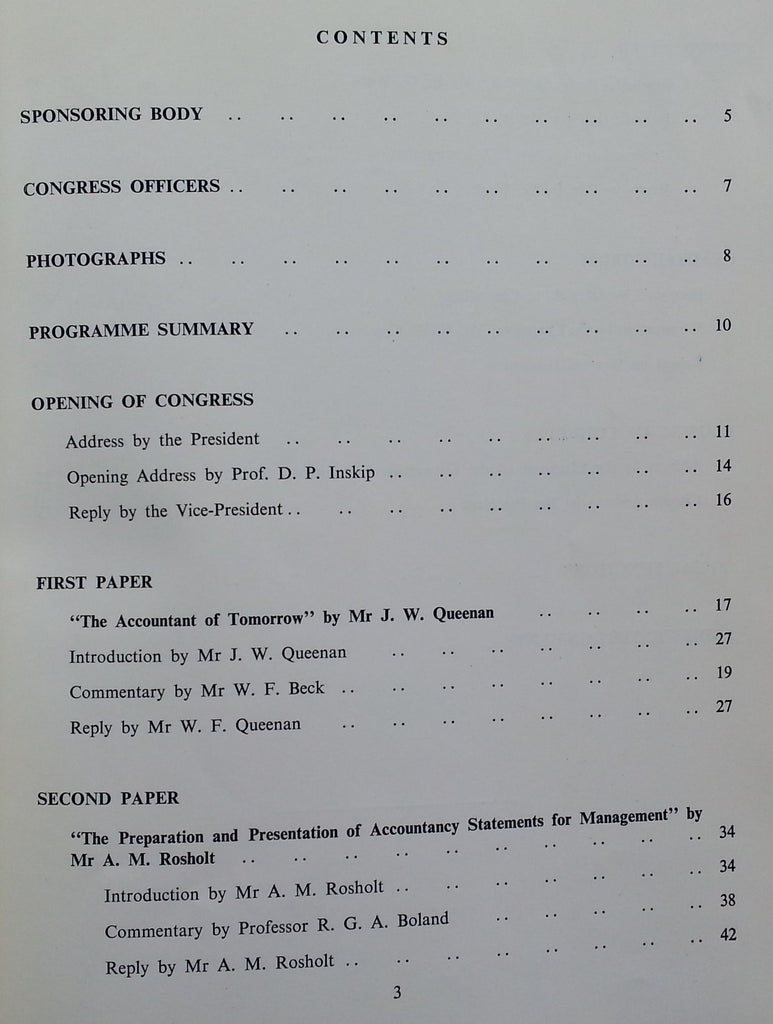 CONTENTS
SPONSORING BODY .. .. .. .. .. .. .. .. .. .. 5
CONGRESS OFFICERS .. .. .. .. .. .. .. .. .. .. 7
PHOTOGRAPHS .. .. .. .. .. .. .. .. .. .. .. 8
PROGRAMME SUMMARY .. .. .. .. .. .. .. .. .. 10
OPENING OF CONGRESS
Address by the President .. .. .. .. .. .. .. .. .. 11
Opening Address by Prof. D. P. Inskip .. .. .. .. .. .. .. 14
Reply by the Vice-President .. .. .. .. .. .. .. .. .. 16
FIRST PAPER
“The Accountant of Tomorrow” by Mr J. W. Queenan .. .. .. .. 17
Introduction by Mr J. W. Queenan .. .. .. .. .. .. .. 27
Commentary by Mr W. F. Beck .. .. .. .. .. .. .. .. 19
Reply by Mr W. F. Queenan .. .. .. .. .. .. .. .. 27
SECOND PAPER
“The Preparation and Presentation of Accountancy Statements for Management” by
Mr A. M. Rosholt .. .. .. .. .. .. .. .. .. .. 34
Introduction by Mr A. M. Rosholt .. .. .. .. .. .. .. 34
Commentary by Professor R. G. A. Boland .. .. .. .. .. 38
Reply by Mr A. M. Rosholt .. .. .. .. .. .. .. .. 42
3